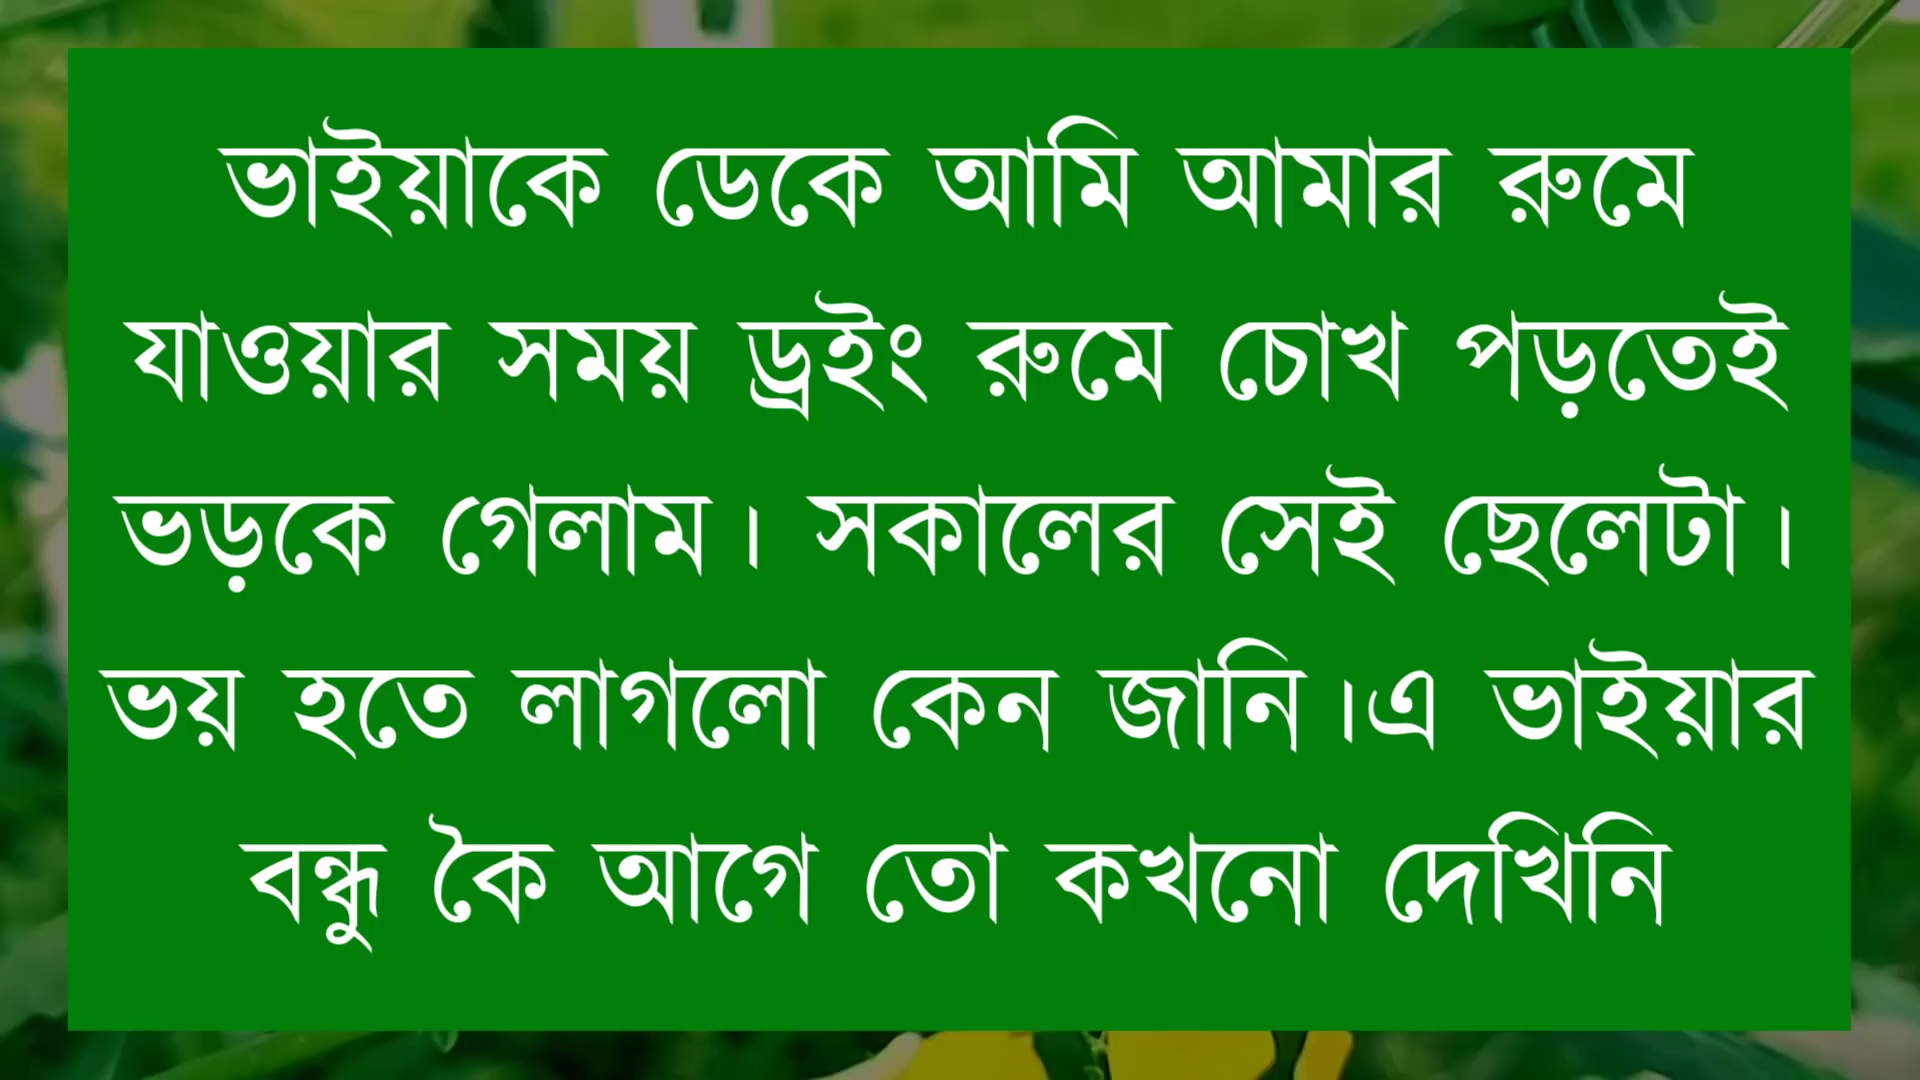 ভাইয়াকে ডেকে আমি আমার রুমে
যাওয়ার সময় ড্রইং রুমে চোখ পড়তেই
ভড়কে গেলাম। সকালের সেই ছেলেটা।
ভয় হতে লাগলো কেন জানি।এ ভাইয়ার
বন্ধু কৈ আগে তো কখনো দেখিনি